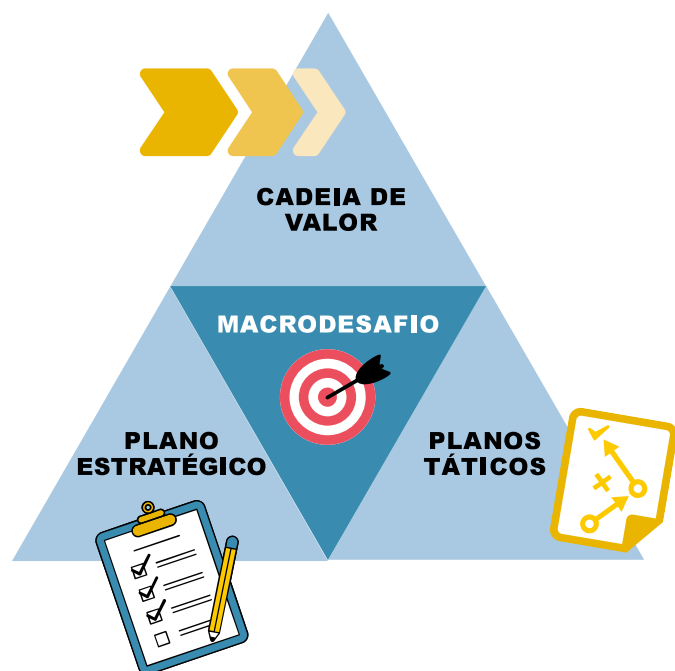 CADEIA DE
VALOR
MACRODESAFIO
PLANO
ESTRATÉGICO
PLANOS
TÁTICOS